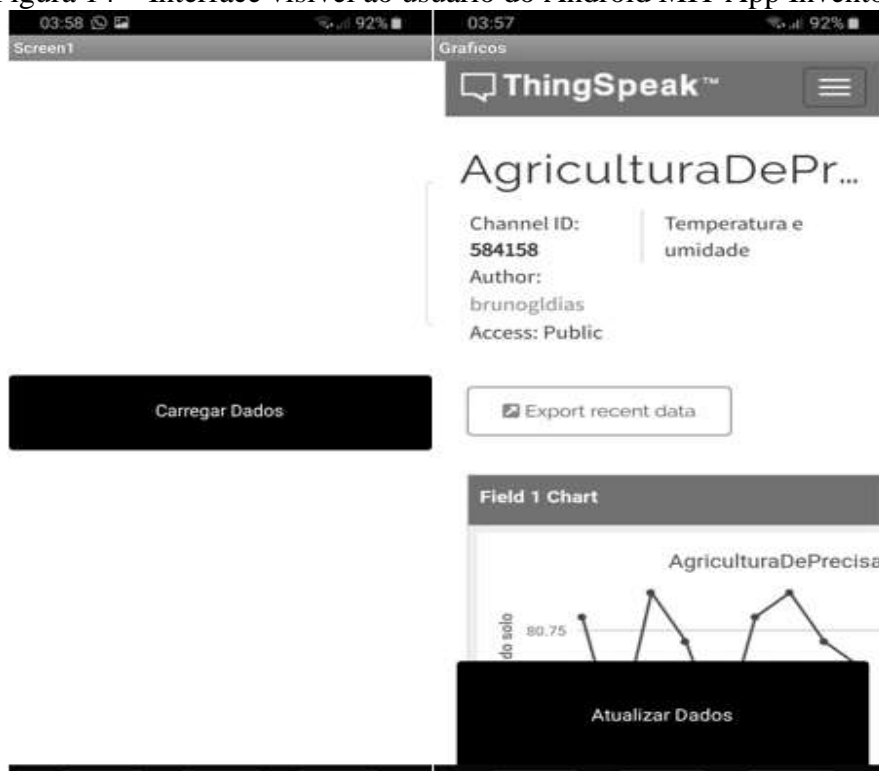 03:58 92%
Screen1
Carregar Dados
03:57 92%
Graficos
ThingSpeak™
AgriculturaDePr...
Channel ID:
584158
Author:
brunogldias
Access: Public
Temperatura e
umidade
Export recent data
Field 1 Chart
AgriculturaDePrecisa
do solo
80.75
Atualizar Dados